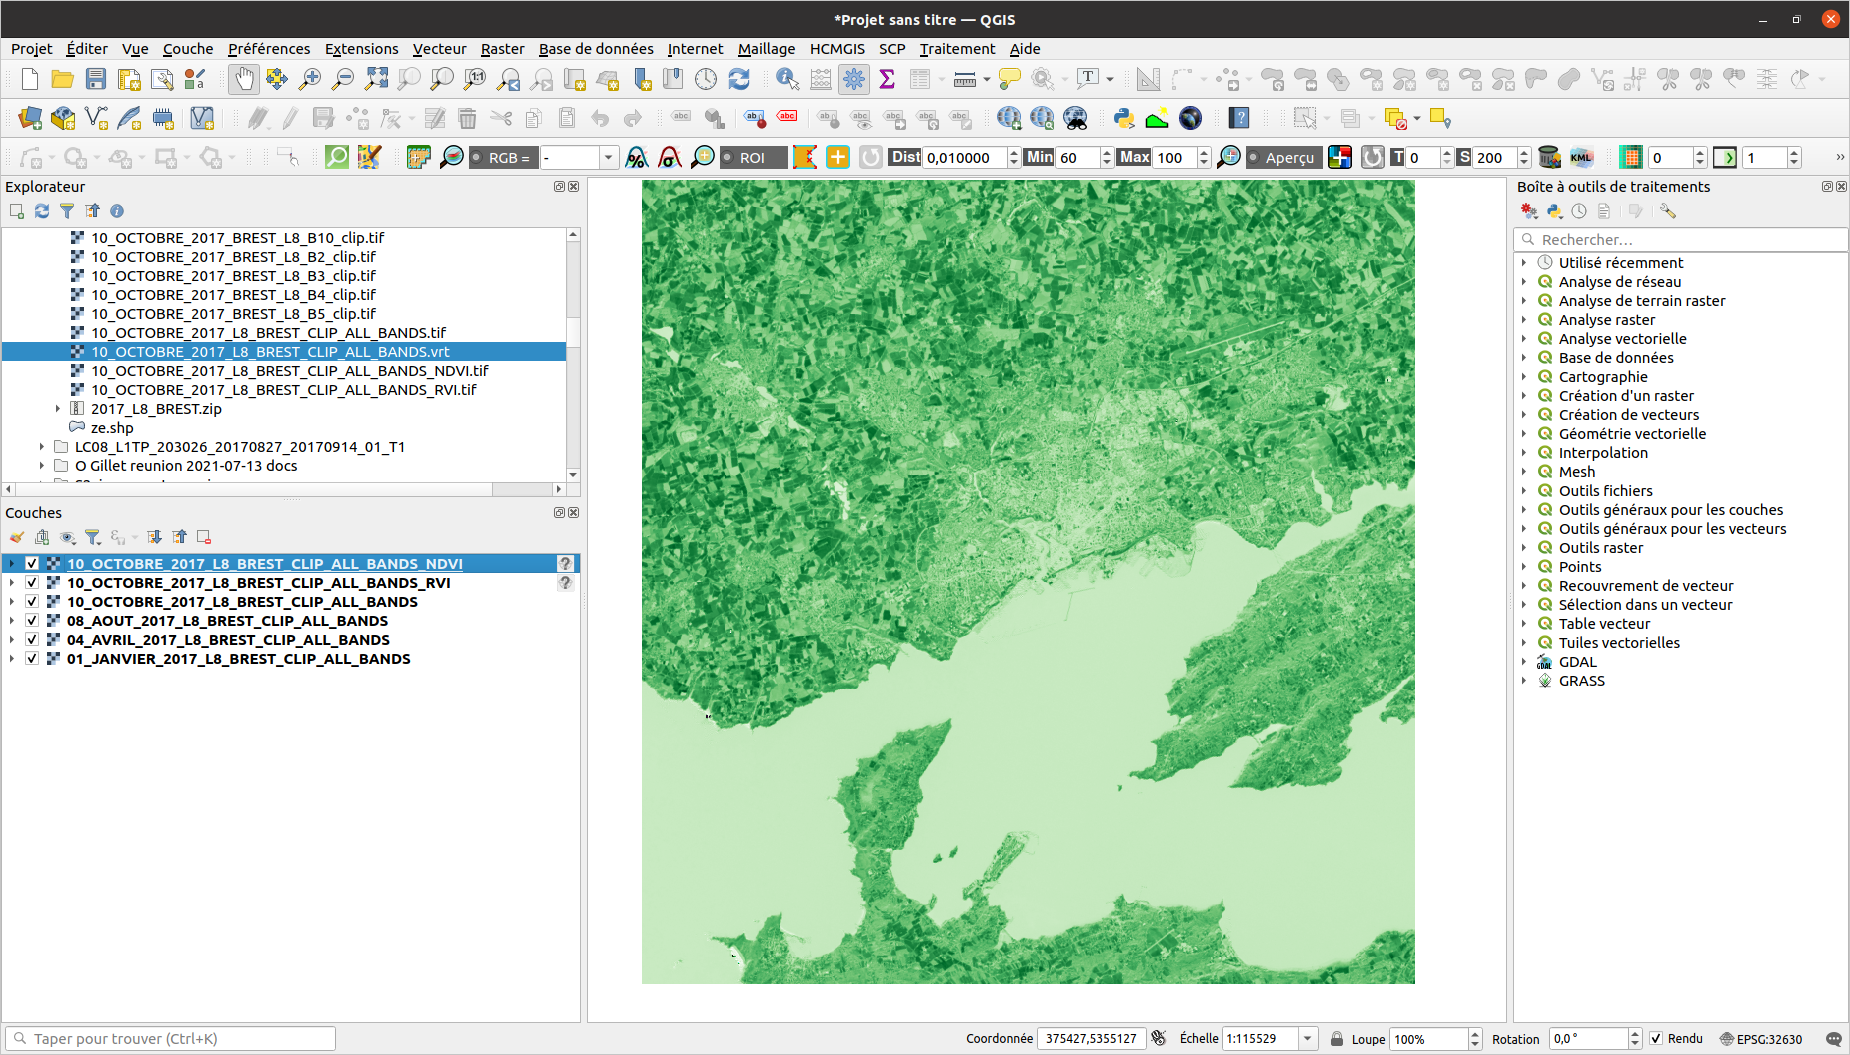 *Projet sans titre — QGIS
Projet Éditer Vue Couche Préférences Extensions Vecteur Raster Base de données Internet Maillage HCMGIS SCP Traitement Aide
RGB = - ROI Dist 0,010000 Min 60 Max 100 Aperçu T 0 S 200 KML 0 1 »
Explorateur
10_OCTOBRE_2017_BREST_L8_B10_clip.tif
10_OCTOBRE_2017_BREST_L8_B2_clip.tif
10_OCTOBRE_2017_BREST_L8_B3_clip.tif
10_OCTOBRE_2017_BREST_L8_B4_clip.tif
10_OCTOBRE_2017_BREST_L8_B5_clip.tif
10_OCTOBRE_2017_L8_BREST_CLIP_ALL_BANDS.tif
10_OCTOBRE_2017_L8_BREST_CLIP_ALL_BANDS.vrt
10_OCTOBRE_2017_L8_BREST_CLIP_ALL_BANDS_NDVI.tif
10_OCTOBRE_2017_L8_BREST_CLIP_ALL_BANDS_RVI.tif
2017_L8_BREST.zip
ze.shp
LC08_L1TP_203026_20170827_20170914_01_T1
O Gillet reunion 2021-07-13 docs
Couches
10_OCTOBRE_2017_L8_BREST_CLIP_ALL_BANDS_NDVI
10_OCTOBRE_2017_L8_BREST_CLIP_ALL_BANDS_RVI
10_OCTOBRE_2017_L8_BREST_CLIP_ALL_BANDS
08_AOUT_2017_L8_BREST_CLIP_ALL_BANDS
04_AVRIL_2017_L8_BREST_CLIP_ALL_BANDS
01_JANVIER_2017_L8_BREST_CLIP_ALL_BANDS
Boîte à outils de traitements
Rechercher…
Utilisé récemment
Analyse de réseau
Analyse de terrain raster
Analyse raster
Analyse vectorielle
Base de données
Cartographie
Création d'un raster
Création de vecteurs
Géométrie vectorielle
Interpolation
Mesh
Outils fichiers
Outils généraux pour les couches
Outils généraux pour les vecteurs
Outils raster
Points
Recouvrement de vecteur
Sélection dans un vecteur
Table vecteur
Tuiles vectorielles
GDAL
GRASS
Taper pour trouver (Ctrl+K) Coordonnée 375427,5355127 Échelle 1:115529 Loupe 100% Rotation 0,0 ° Rendu EPSG:32630